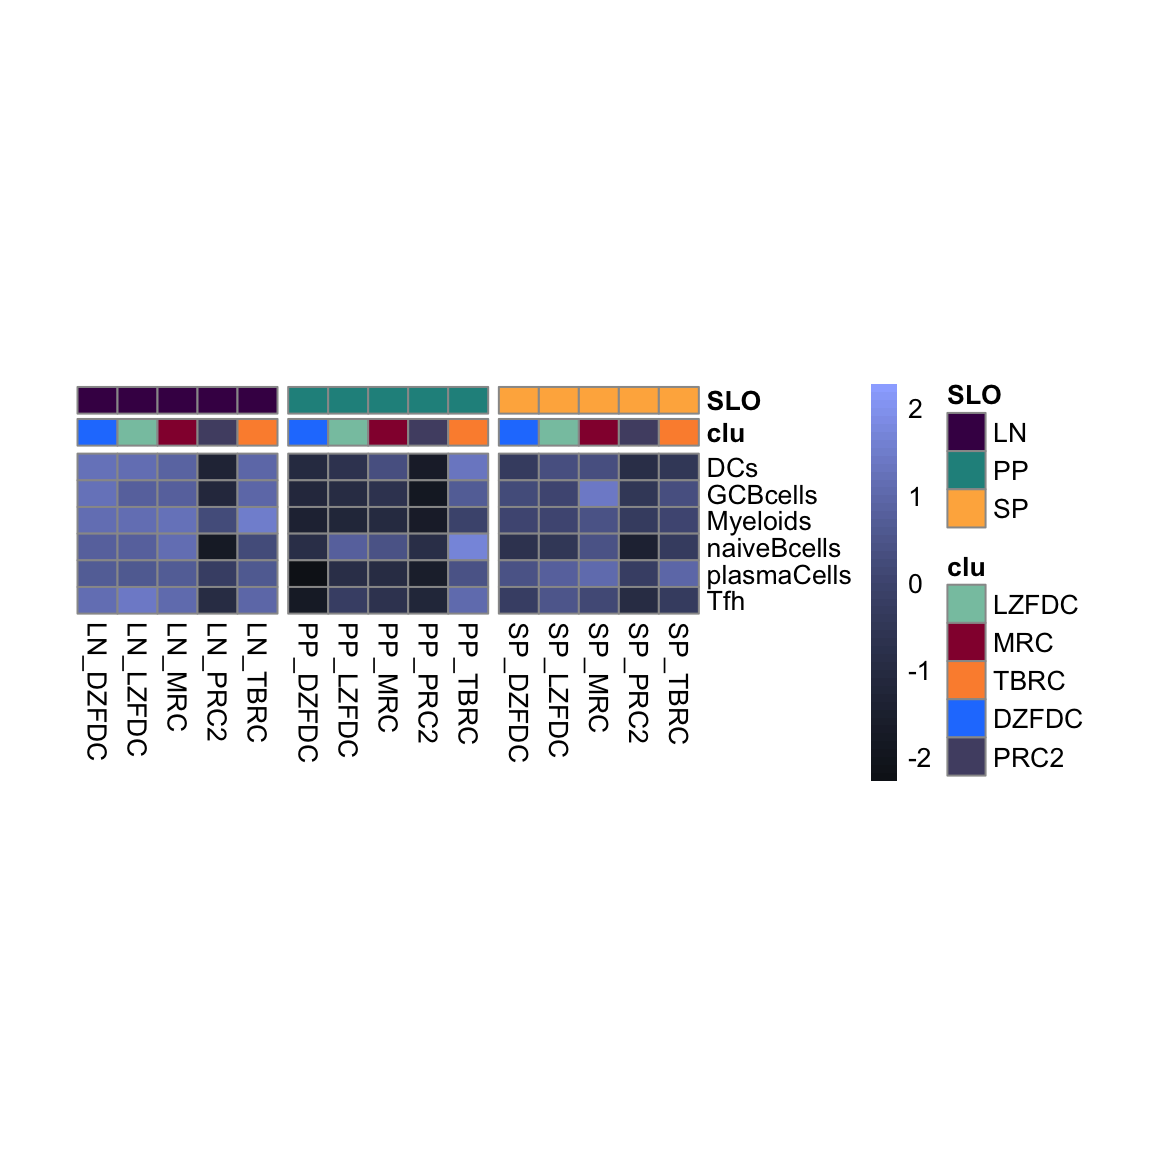 SLO
clu
DCs
GCBcells
Myeloids
naiveBcells
plasmaCells
Tfh
LN_DZFDC
LN_LZFDC
LN_MRC
LN_PRC2
LN_TBRC
PP_DZFDC
PP_LZFDC
PP_MRC
PP_PRC2
PP_TBRC
SP_DZFDC
SP_LZFDC
SP_MRC
SP_PRC2
SP_TBRC
2
1
0
-1
-2
SLO
LN
PP
SP
clu
LZFDC
MRC
TBRC
DZFDC
PRC2